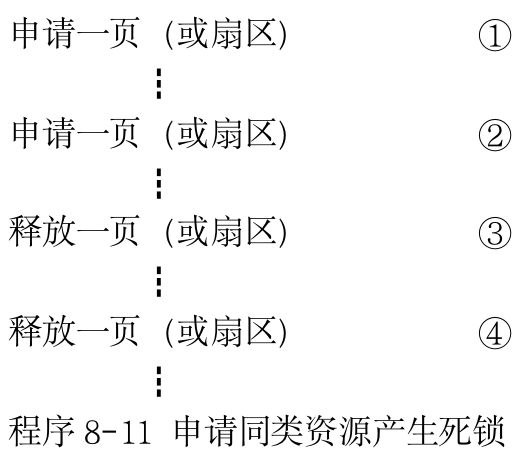 申请一页 (或扇区) ①
申请一页 (或扇区) ②
释放一页 (或扇区) ③
释放一页 (或扇区) ④
程序 8-11 申请同类资源产生死锁